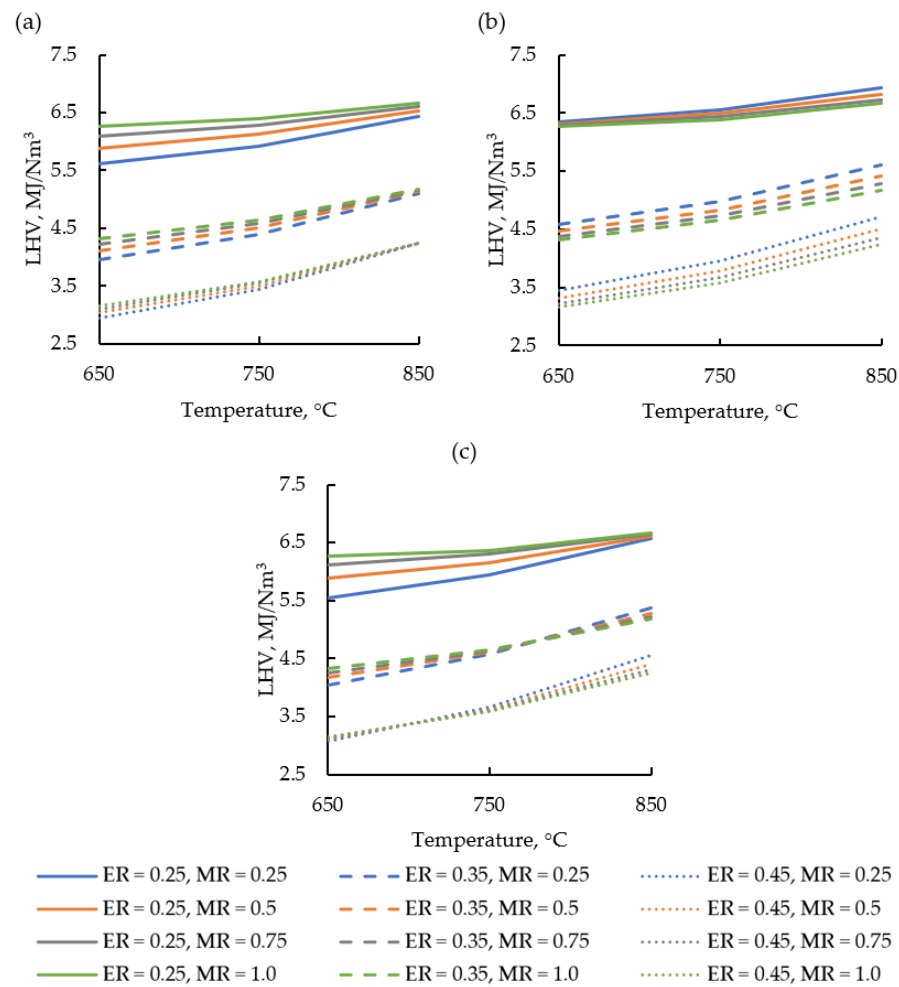 (a)
7.5
6.5
5.5
4.5
3.5
2.5
LHV, MJ/Nm³
650 750 850
Temperature, °C
(b)
7.5
6.5
5.5
4.5
3.5
2.5
LHV, MJ/Nm³
650 750 850
Temperature, °C
(c)
7.5
6.5
5.5
4.5
3.5
2.5
LHV, MJ/Nm³
650 750 850
Temperature, °C
ER = 0.25, MR = 0.25 ER = 0.35, MR = 0.25 ER = 0.45, MR = 0.25
ER = 0.25, MR = 0.5 ER = 0.35, MR = 0.5 ER = 0.45, MR = 0.5
ER = 0.25, MR = 0.75 ER = 0.35, MR = 0.75 ER = 0.45, MR = 0.75
ER = 0.25, MR = 1.0 ER = 0.35, MR = 1.0 ER = 0.45, MR = 1.0